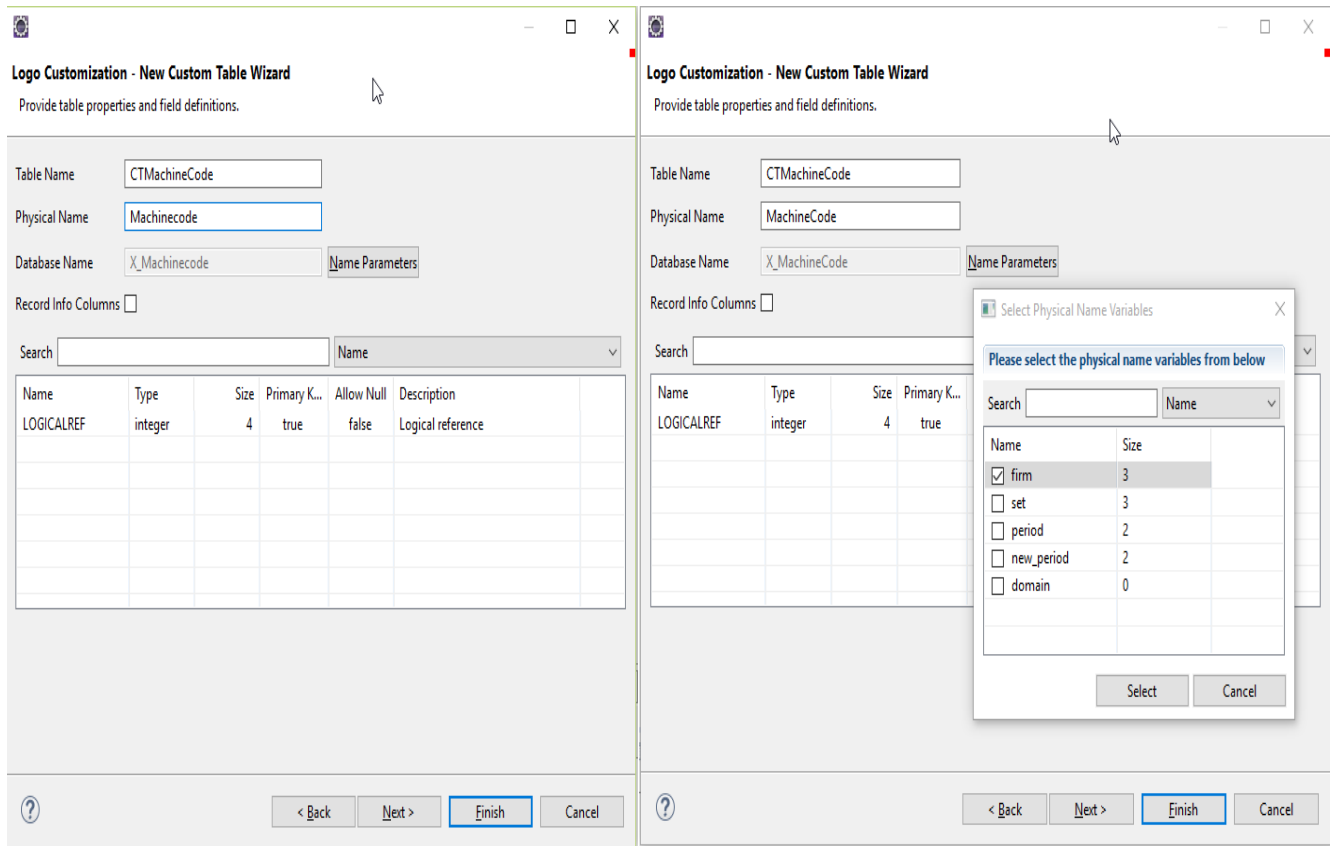 Logo Customization - New Custom Table Wizard
Provide table properties and field definitions.
Table Name CTMachineCode
Physical Name Machinecode
Database Name X_Machinecode Name Parameters
Record Info Columns
Search Name
Name Type Size Primary K... Allow Null Description
LOGICALREF integer 4 true false Logical reference
< Back Next > Finish Cancel
Logo Customization - New Custom Table Wizard
Provide table properties and field definitions.
Table Name CTMachineCode
Physical Name MachineCode
Database Name X_MachineCode Name Parameters
Record Info Columns
Search
Name Type Size Primary K...
LOGICALREF integer 4 true
Select Physical Name Variables
Please select the physical name variables from below
Search Name
Name Size
firm 3
set 3
period 2
new_period 2
domain 0
Select Cancel
< Back Next > Finish Cancel